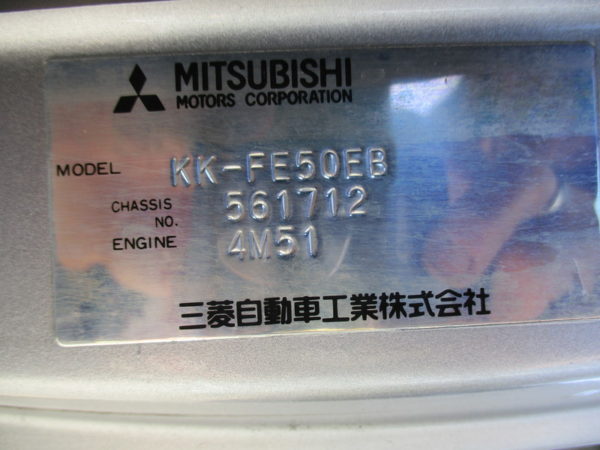 MITSUBISHI
MOTORS CORPORATION
MODEL KK-FE50EB
CHASSIS NO. 561712
ENGINE 4M51
三菱自動車工業株式会社